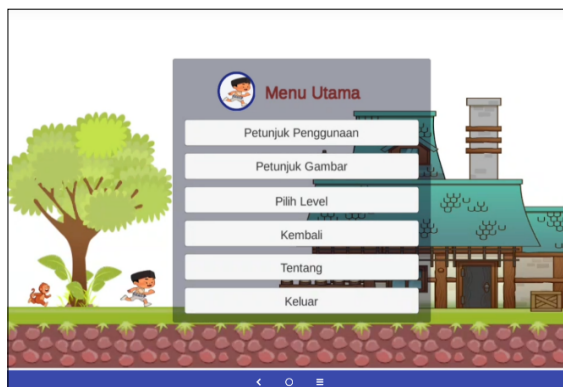 Menu Utama
Petunjuk Penggunaan
Petunjuk Gambar
Pilih Level
Kembali
Tentang
Keluar